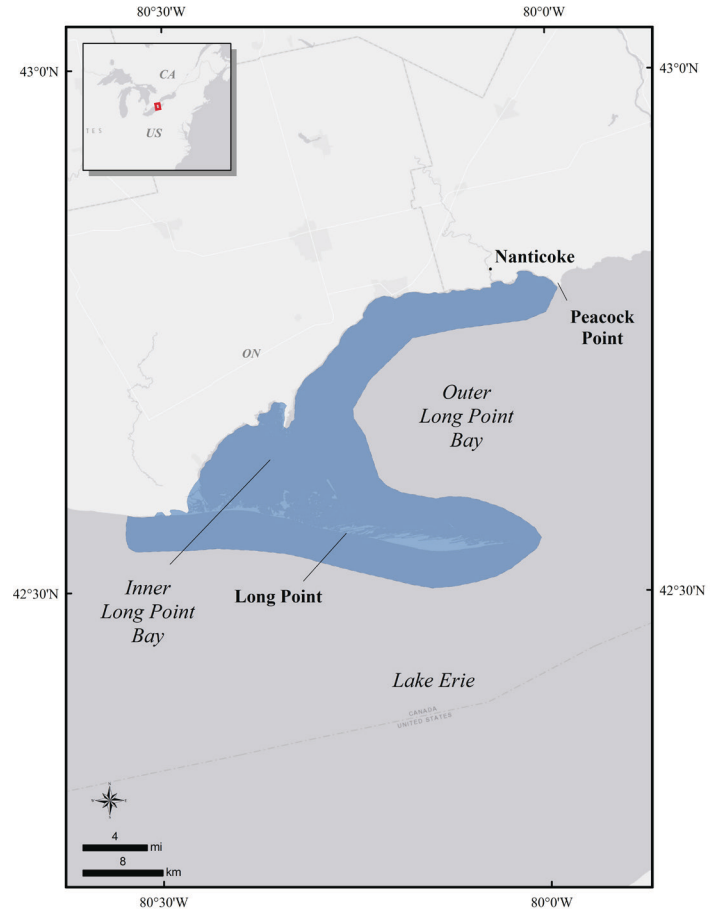 80°30'W
80°0'W
43°0'N
43°0'N
CA
US
TES
Nanticoke
Peacock
Point
ON
Outer
Long Point
Bay
42°30'N
42°30'N
Inner
Long Point
Bay
Long Point
Lake Erie
CANADA
UNITED STATES
4
mi
8
km
80°30'W
80°0'W